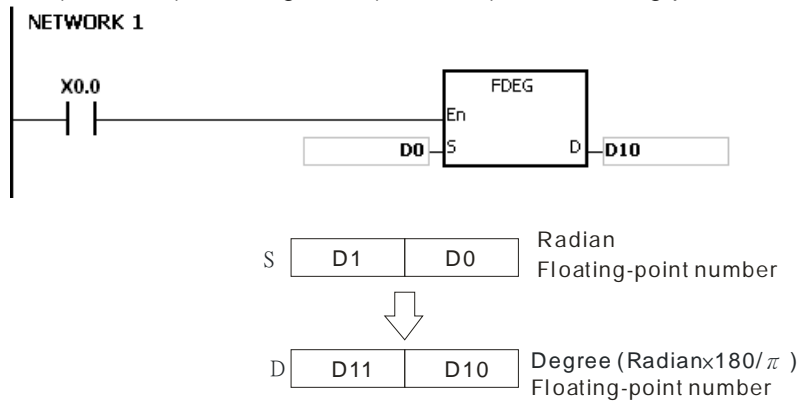 NETWORK 1
X0.0
FDEG
En
D0 S D D10
S D1 D0 Radian
Floating-point number
D D11 D10 Degree (Radian×180/π )
Floating-point number